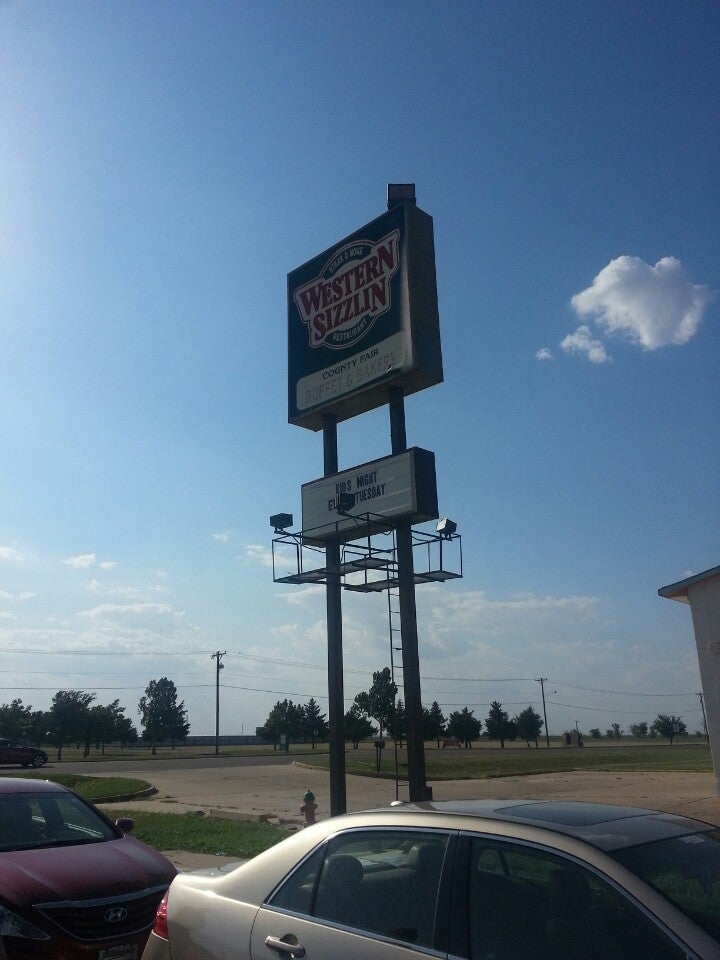 STEAK & MORE
WESTERN
SIZZLIN
RESTAURANT
COUNTY FAIR
BUFFET & BAKERY
KIDS NIGHT
TUESDAY